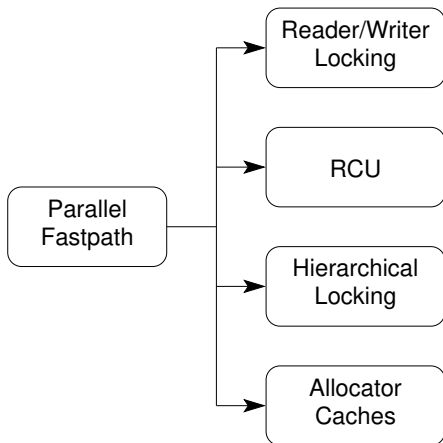 Reader/Writer
Locking
RCU
Parallel
Fastpath
Hierarchical
Locking
Allocator
Caches